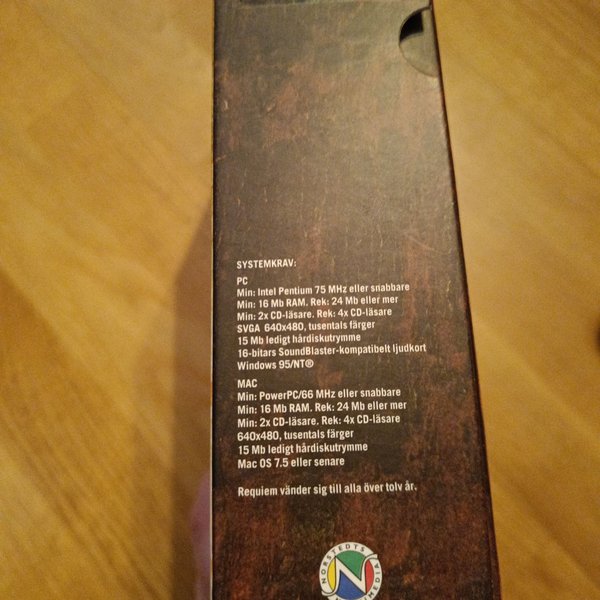 SYSTEMKRAV:
PC
Min: Intel Pentium 75 MHz eller snabbare
Min: 16 Mb RAM. Rek: 24 Mb eller mer
Min: 2x CD-läsare. Rek: 4x CD-läsare
SVGA 640x480, tusentals färger
15 Mb ledigt hårdiskutrymme
16-bitars SoundBlaster-kompatibelt ljudkort
Windows 95/NT®
MAC
Min: PowerPC/66 MHz eller snabbare
Min: 16 Mb RAM. Rek: 24 Mb eller mer
Min: 2x CD-läsare. Rek: 4x CD-läsare
640x480, tusentals färger
15 Mb ledigt hårdiskutrymme
Mac OS 7.5 eller senare
Requiem vänder sig till alla över tolv år.
NORSTEDTS
N